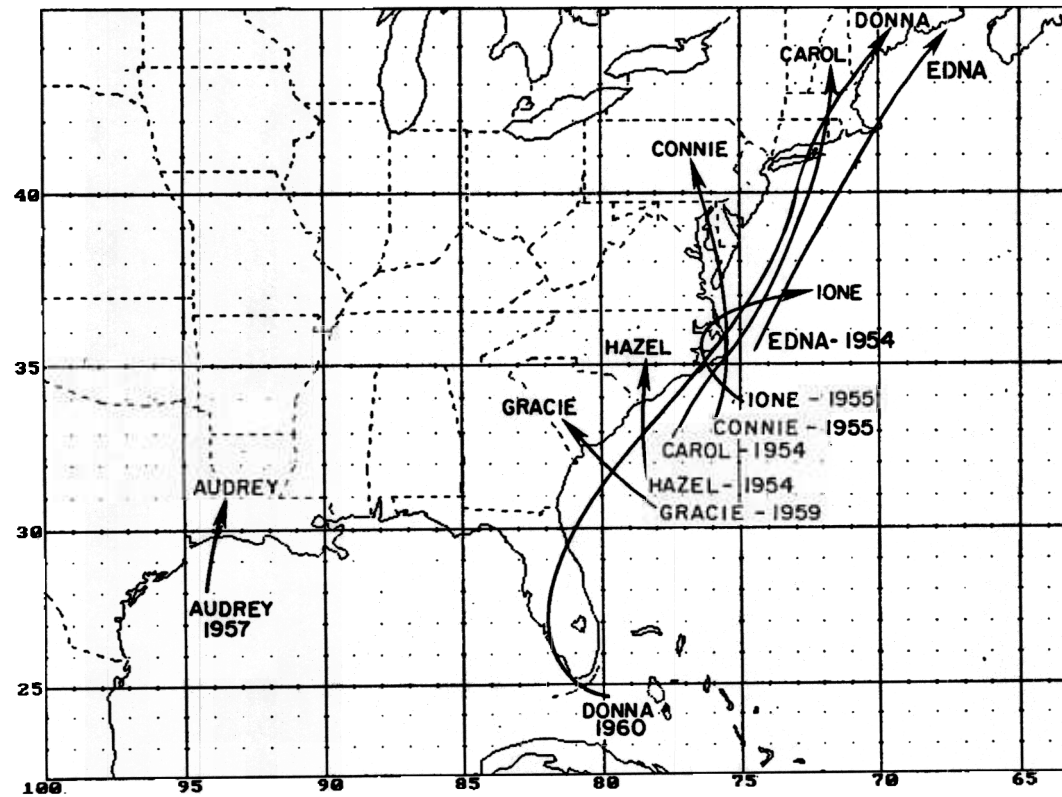 DONNA
CAROL
EDNA
CONNIE
40
IONE
HAZEL
EDNA - 1954
35
IONE - 1955
GRACIE
CONNIE - 1955
CAROL - 1954
AUDREY
HAZEL - 1954
GRACIE - 1959
30
AUDREY
1957
25
DONNA
1960
100. 95 90 85 80 75 70 65